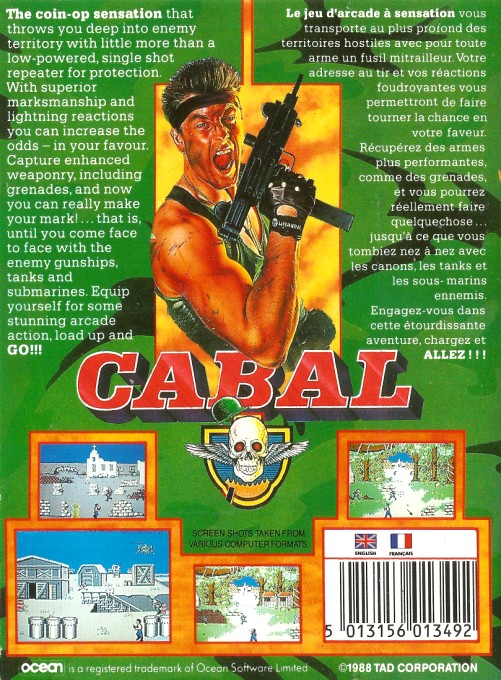 The coin-op sensation that
throws you deep into enemy
territory with little more than a
low-powered, single shot
repeater for protection.
With superior
marksmanship and
lightning reactions
you can increase the
odds – in your favour.
Capture enhanced
weaponry, including
grenades, and now
you can really make
your mark! ... that is,
until you come face
to face with the
enemy gunships,
tanks and
submarines. Equip
yourself for some
stunning arcade
action, load up and
GO!!!
Le jeu d'arcade à sensation vous
transporte au plus profond des
territoires hostiles avec pour toute
arme un fusil mitrailleur. Votre
adresse au tir et vos réactions
foudroyantes vous
permettront de faire
tourner la chance en
votre faveur.
Récupérez des armes
plus performantes,
comme des grenades,
et vous pourrez
réellement faire
quelquechose ...
jusqu'à ce que vous
tombiez nez à nez avec
les canons, les tanks et
les sous-marins
ennemis.
Engagez-vous dans
cette étourdissante
aventure, chargez et
ALLEZ!!!
CABAL
SCREEN SHOTS TAKEN FROM
VARIOUS COMPUTER FORMATS
ENGLISH FRANÇAIS
5 013156 013492
ocean is a registered trademark of Ocean Software Limited
©1988 TAD CORPORATION